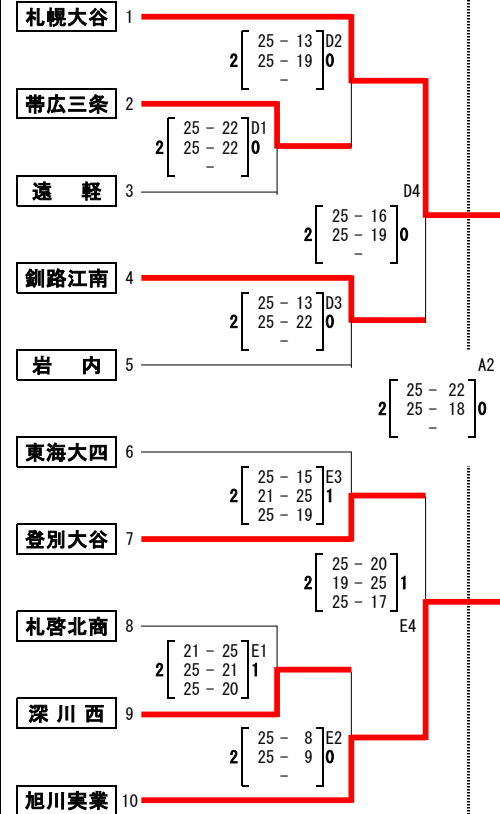 札幌大谷 1
25 - 13 D2
2 25 - 19 0
-
帯広三条 2
25 - 22 D1
2 25 - 22 0
-
遠 軽 3
D4
25 - 16
2 25 - 19 0
-
釧路江南 4
25 - 13 D3
2 25 - 22 0
-
岩 内 5
A2
25 - 22
2 25 - 18 0
-
東海大四 6
25 - 15 E3
2 21 - 25 1
25 - 19
登別大谷 7
25 - 20
2 19 - 25 1
25 - 17
札啓北商 8
E4
21 - 25 E1
2 25 - 21 1
25 - 20
深川西 9
25 - 8 E2
2 25 - 9 0
-
旭川実業 10